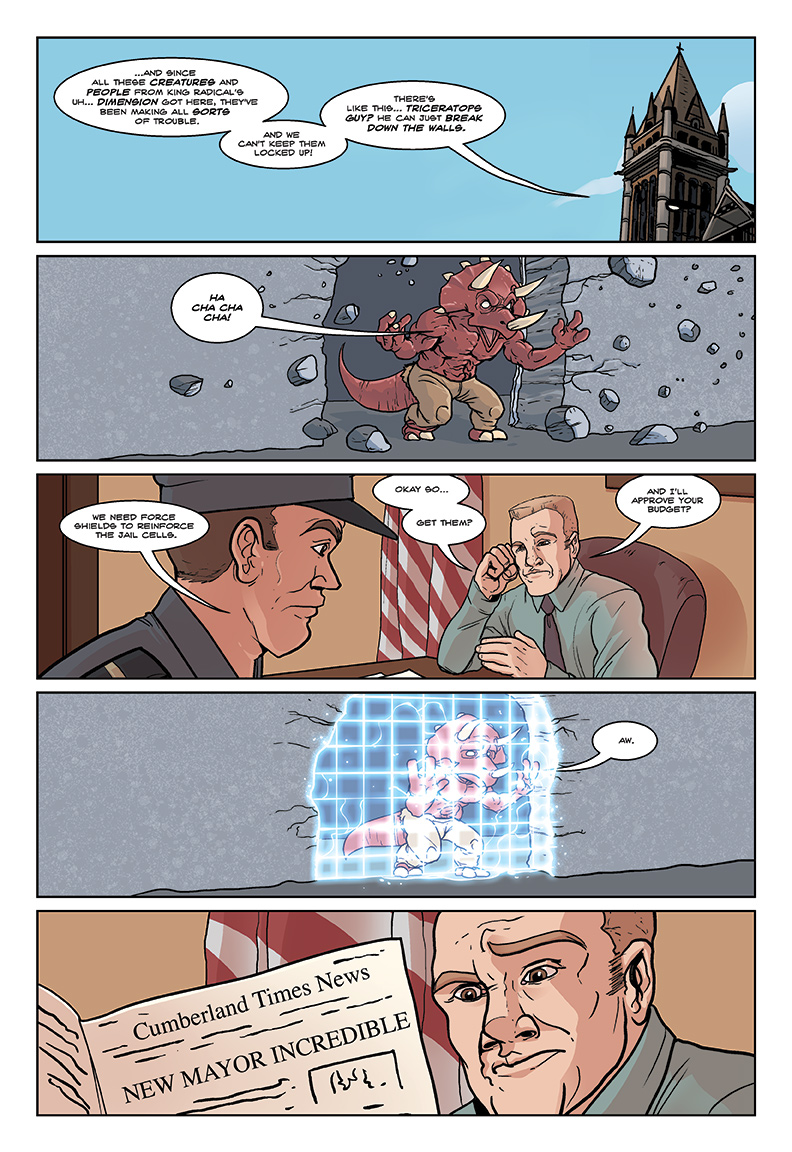 ...AND SINCE
ALL THESE CREATURES AND
PEOPLE FROM KING RADICAL'S
UH... DIMENSION GOT HERE, THEY'VE
BEEN MAKING ALL SORTS
OF TROUBLE.
AND WE
CAN'T KEEP THEM
LOCKED UP!
THERE'S
LIKE THIS... TRICERATOPS
GUY? HE CAN JUST BREAK
DOWN THE WALLS.
HA
CHA CHA
CHA!
WE NEED FORCE
SHIELDS TO REINFORCE
THE JAIL CELLS.
OKAY SO...
GET THEM?
AND I'LL
APPROVE YOUR
BUDGET?
AW.
Cumberland Times News
NEW MAYOR INCREDIBLE